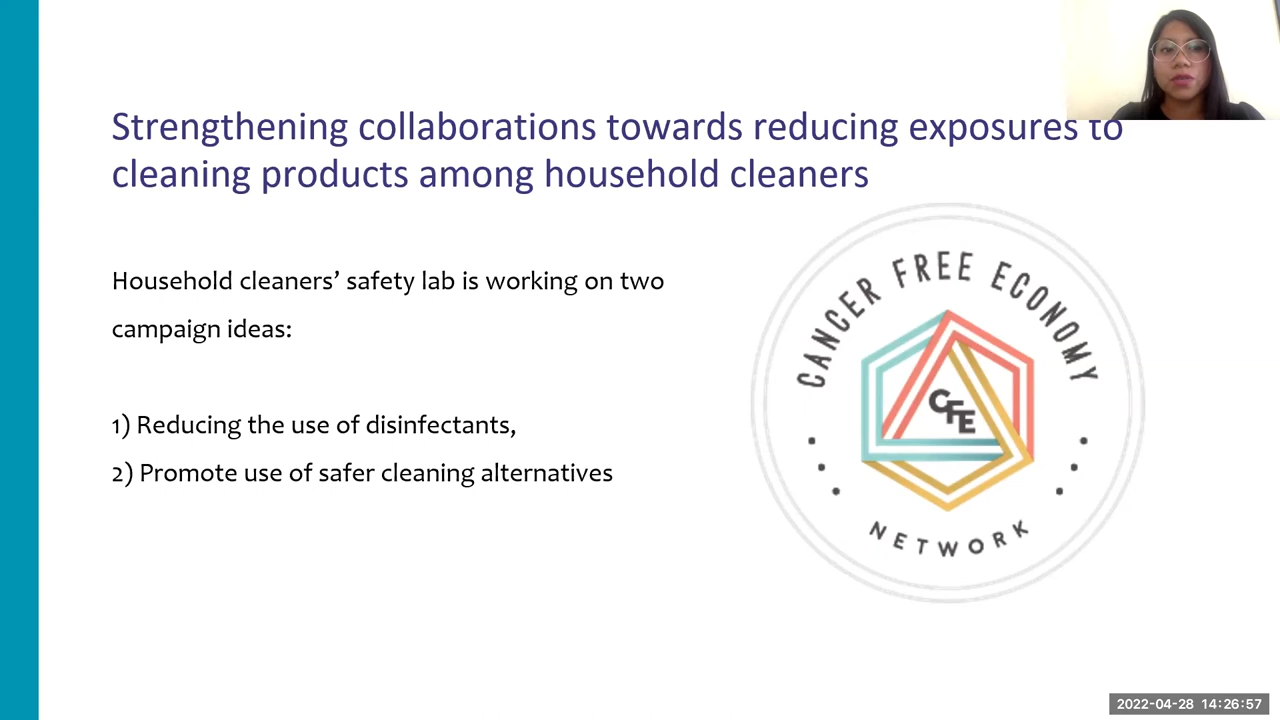 Strengthening collaborations towards reducing exposures to
cleaning products among household cleaners
Household cleaners’ safety lab is working on two
campaign ideas:
1) Reducing the use of disinfectants,
2) Promote use of safer cleaning alternatives
CANCER FREE ECONOMY
CFE
NETWORK
2022-04-28 14:26:57